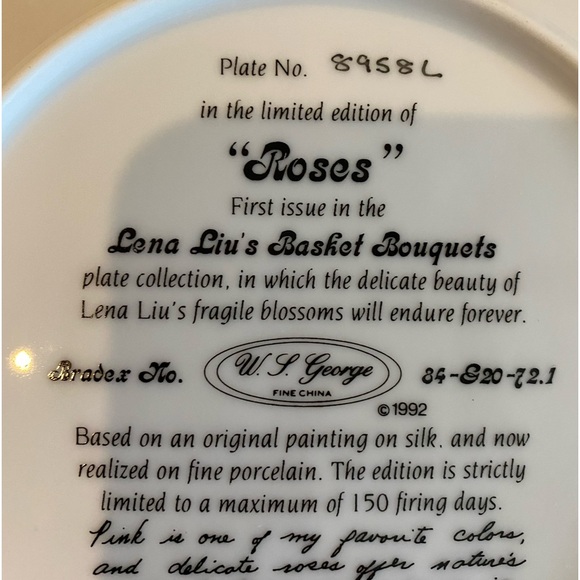 Plate No. 8958L
in the limited edition of
“Roses”
First issue in the
Lena Liu's Basket Bouquets
plate collection, in which the delicate beauty of
Lena Liu's fragile blossoms will endure forever.
Bradex No. W. S. George 84-G20-72.1
FINE CHINA
©1992
Based on an original painting on silk. and now
realized on fine porcelain. The edition is strictly
limited to a maximum of 150 firing days.
Pink is one of my favorite colors,
and delicate roses offer nature's